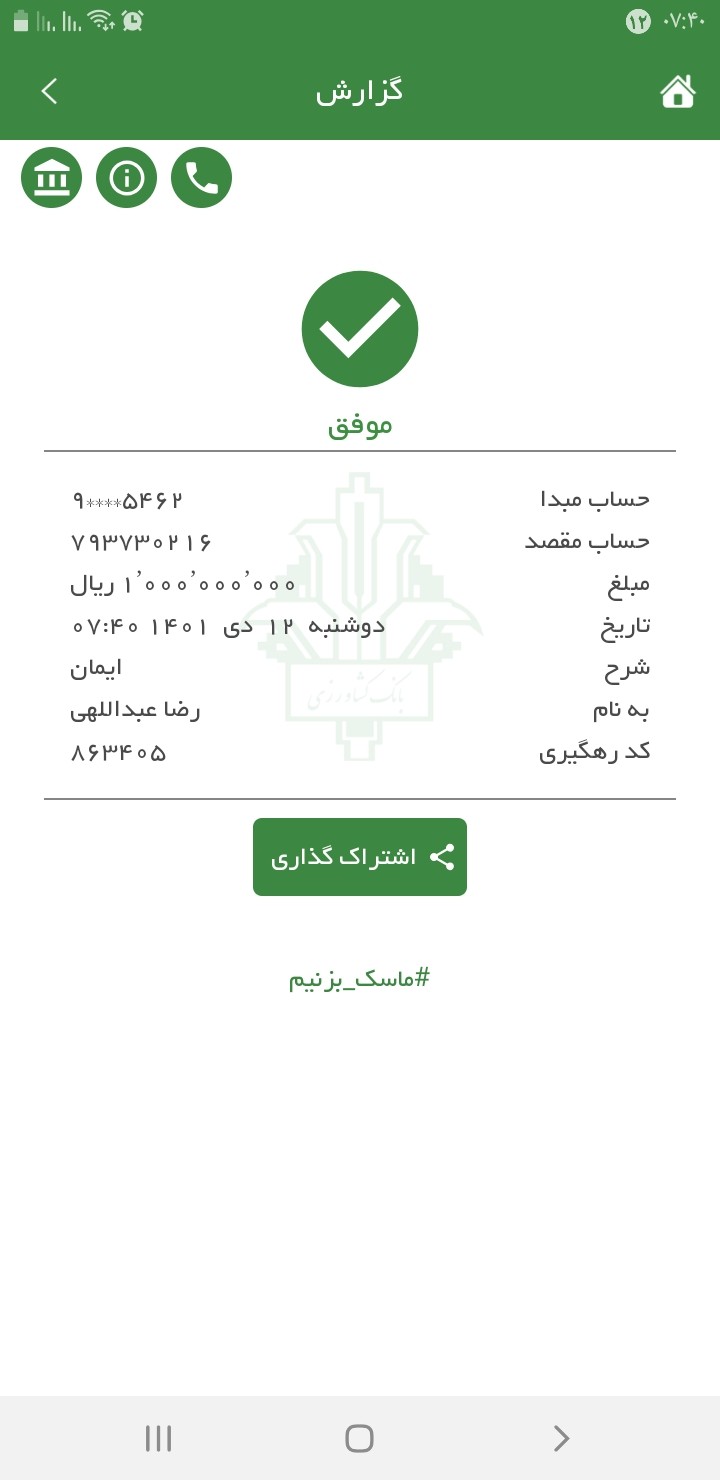 ۰۷:۴۰
۱۲
گزارش
موفق
حساب مبدا ۹****۵۴۶۲
حساب مقصد ۷۹۳۷۳۰۲۱۶
مبلغ ۱٬۰۰۰٬۰۰۰٬۰۰۰ ریال
تاریخ دوشنبه ۱۲ دی ۱۴۰۱ ۰۷:۴۰
شرح ایمان
به نام رضا عبداللهی
کد رهگیری ۸۶۳۴۰۵
بانک کشاورزی
اشتراک گذاری
#ماسک_بزنیم